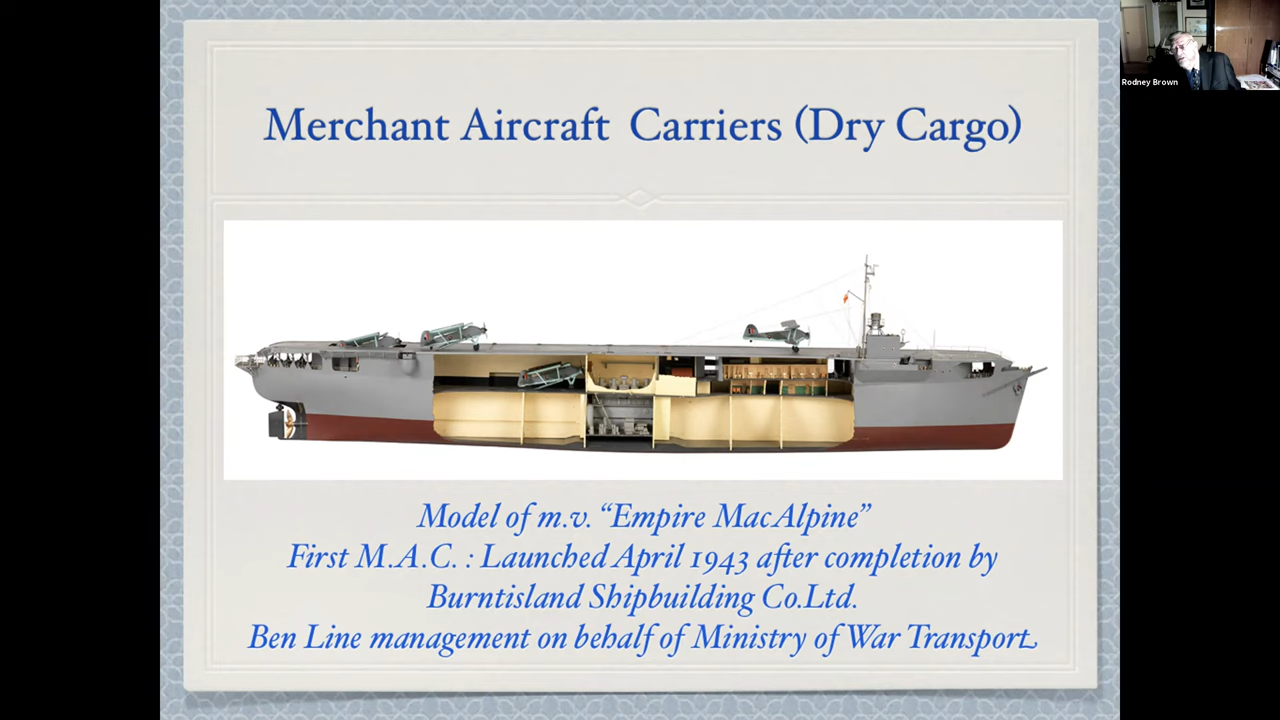 Rodney Brown
Merchant Aircraft Carriers (Dry Cargo)
Model of m.v. “Empire MacAlpine”
First M.A.C. : Launched April 1943 after completion by
Burntisland Shipbuilding Co.Ltd.
Ben Line management on behalf of Ministry of War Transport